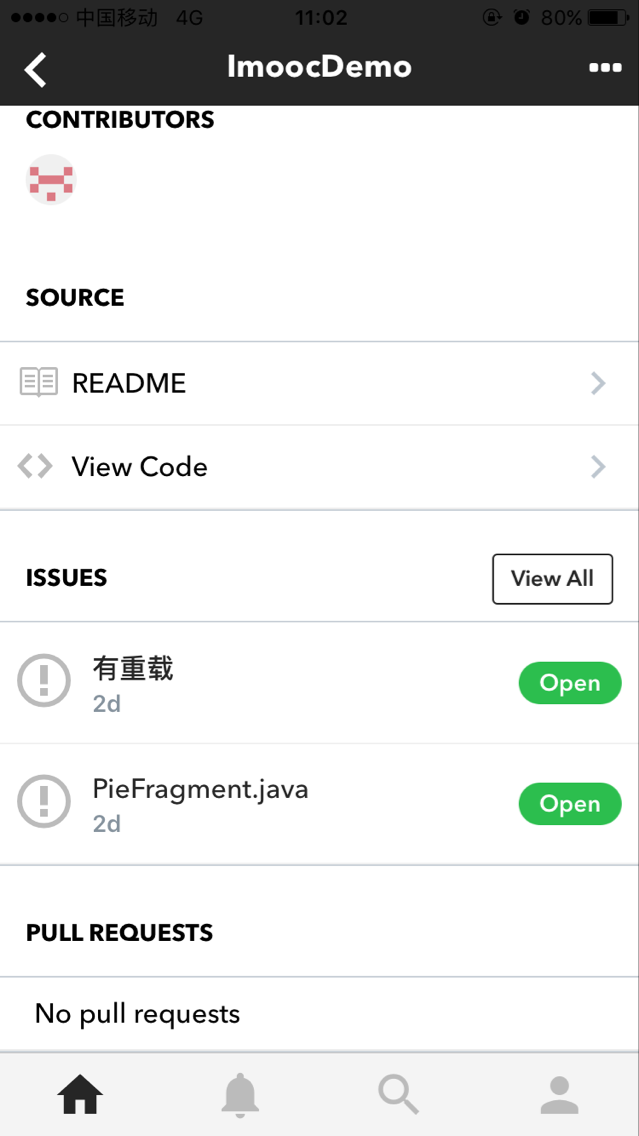 中国移动 4G 11:02 80%
ImoocDemo
CONTRIBUTORS
SOURCE
README
View Code
ISSUES View All
有重载
2d
Open
PieFragment.java
2d
Open
PULL REQUESTS
No pull requests